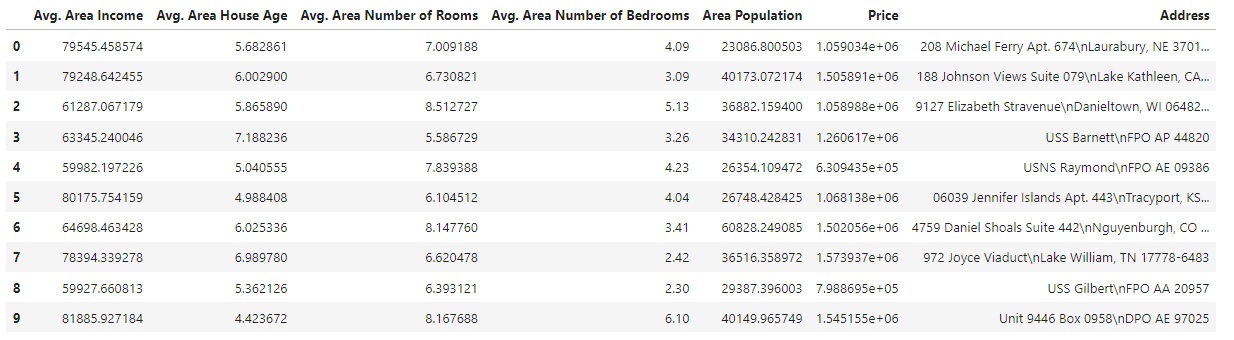 Avg. Area Income Avg. Area House Age Avg. Area Number of Rooms Avg. Area Number of Bedrooms Area Population Price Address
0 79545.458574 5.682861 7.009188 4.09 23086.800503 1.059034e+06 208 Michael Ferry Apt. 674\nLaurabury, NE 3701...
1 79248.642455 6.002900 6.730821 3.09 40173.072174 1.505891e+06 188 Johnson Views Suite 079\nLake Kathleen, CA...
2 61287.067179 5.865890 8.512727 5.13 36882.159400 1.058988e+06 9127 Elizabeth Stravenue\nDanieltown, WI 06482...
3 63345.240046 7.188236 5.586729 3.26 34310.242831 1.260617e+06 USS Barnett\nFPO AP 44820
4 59982.197226 5.040555 7.839388 4.23 26354.109472 6.309435e+05 USNS Raymond\nFPO AE 09386
5 80175.754159 4.988408 6.104512 4.04 26748.428425 1.068138e+06 06039 Jennifer Islands Apt. 443\nTracyport, KS...
6 64698.463428 6.025336 8.147760 3.41 60828.249085 1.502056e+06 4759 Daniel Shoals Suite 442\nNguyenburgh, CO ...
7 78394.339278 6.989780 6.620478 2.42 36516.358972 1.573937e+06 972 Joyce Viaduct\nLake William, TN 17778-6483
8 59927.660813 5.362126 6.393121 2.30 29387.396003 7.988695e+05 USS Gilbert\nFPO AA 20957
9 81885.927184 4.423672 8.167688 6.10 40149.965749 1.545155e+06 Unit 9446 Box 0958\nDPO AE 97025